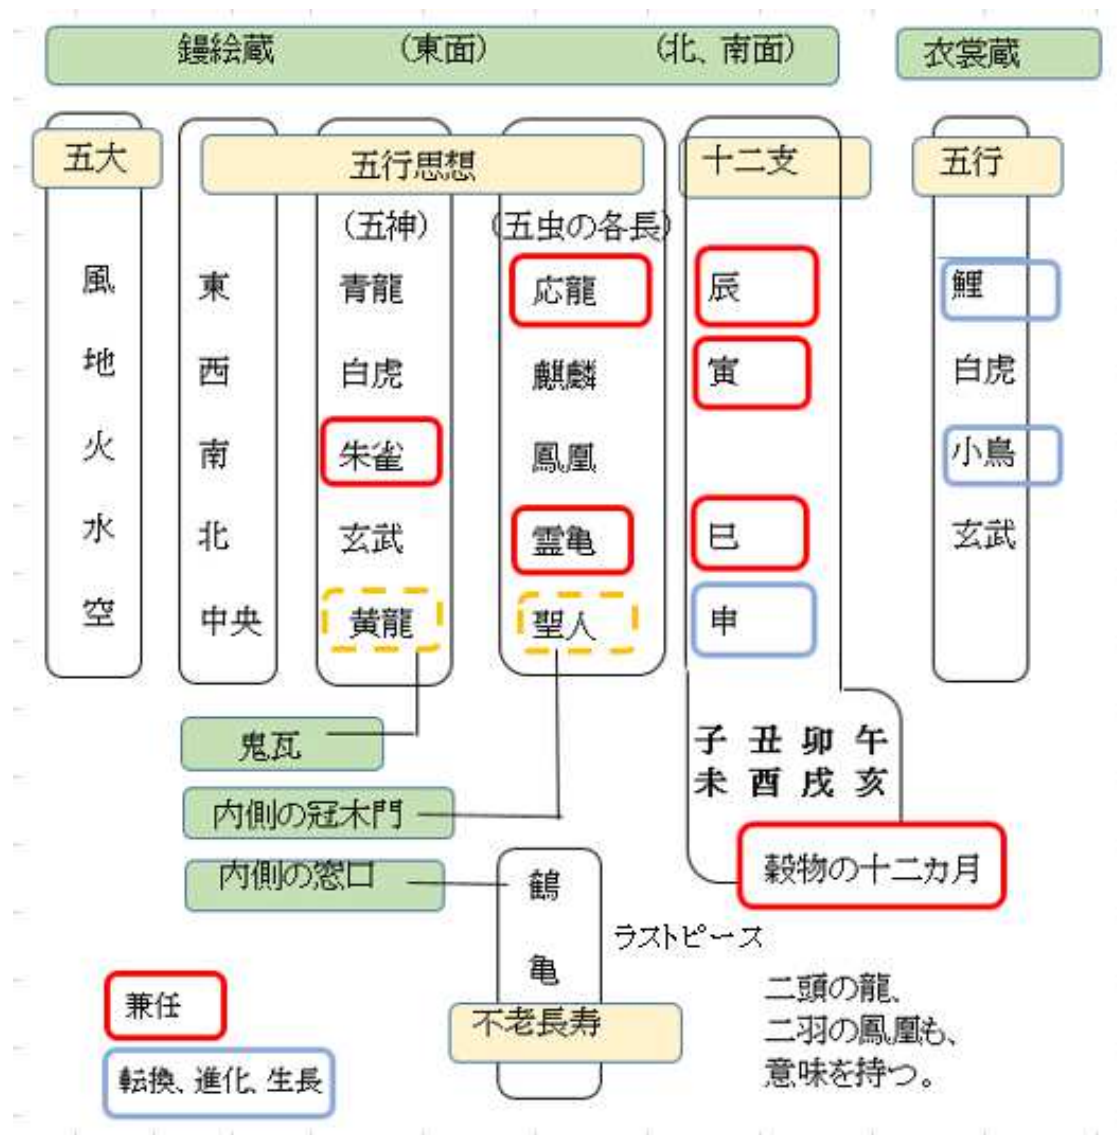 鏝絵蔵 (東面) (北、南面) 衣裳蔵
五大 五行思想 十二支 五行
(五神) (五虫の各長)
風 東 青龍 応龍 辰 鯉
地 西 白虎 麒麟 寅 白虎
火 南 朱雀 鳳凰 小鳥
水 北 玄武 霊亀 巳 玄武
空 中央 黄龍 聖人 申
鬼瓦
子 丑 卯 午
未 酉 戌 亥
内側の冠木門
内側の窓口
穀物の十二カ月
鶴
ラストピース
亀
不老長寿
兼任
転換、進化、生長
二頭の龍、
二羽の鳳凰も、
意味を持つ。